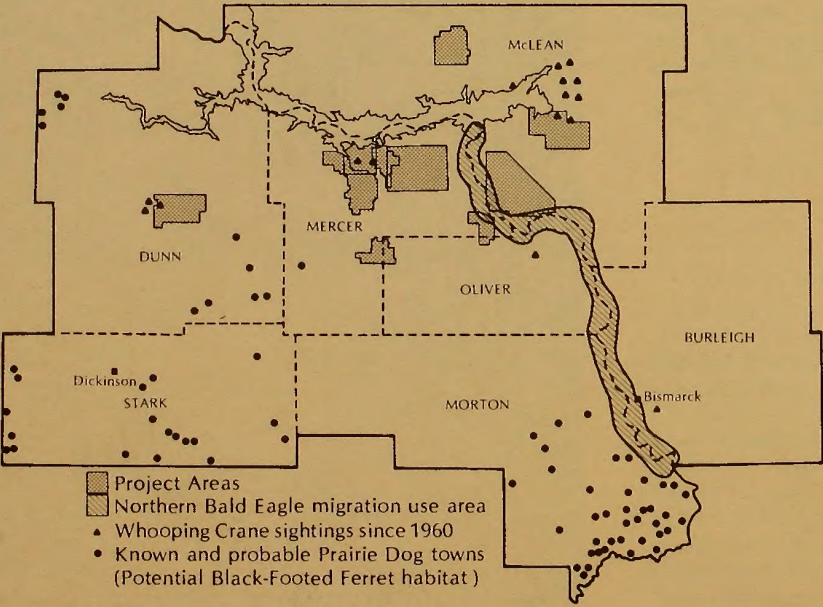 McLEAN
MERCER
DUNN
OLIVER
BURLEIGH
Dickinson
STARK
MORTON
Bismarck
Project Areas
Northern Bald Eagle migration use area
Whooping Crane sightings since 1960
Known and probable Prairie Dog towns
(Potential Black-Footed Ferret habitat)